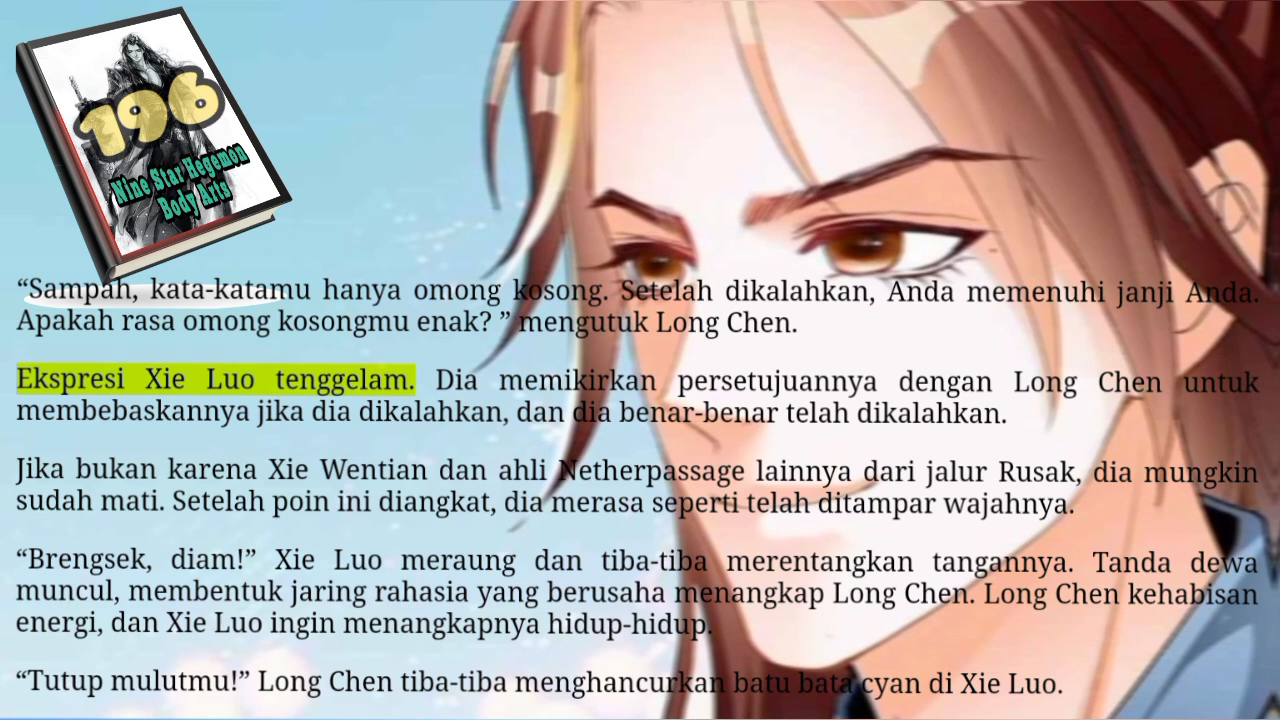 196
Nine Star Hegemon
Body Arts
“Sampah, kata-katamu hanya omong kosong. Setelah dikalahkan, Anda memenuhi janji Anda.
Apakah rasa omong kosongmu enak? ” mengutuk Long Chen.
Ekspresi Xie Luo tenggelam. Dia memikirkan persetujuannya dengan Long Chen untuk
membebaskannya jika dia dikalahkan, dan dia benar-benar telah dikalahkan.
Jika bukan karena Xie Wentian dan ahli Netherpassage lainnya dari jalur Rusak, dia mungkin
sudah mati. Setelah poin ini diangkat, dia merasa seperti telah ditampar wajahnya.
“Brengsek, diam!” Xie Luo meraung dan tiba-tiba merentangkan tangannya. Tanda dewa
muncul, membentuk jaring rahasia yang berusaha menangkap Long Chen. Long Chen kehabisan
energi, dan Xie Luo ingin menangkapnya hidup-hidup.
“Tutup mulutmu!” Long Chen tiba-tiba menghancurkan batu bata cyan di Xie Luo.